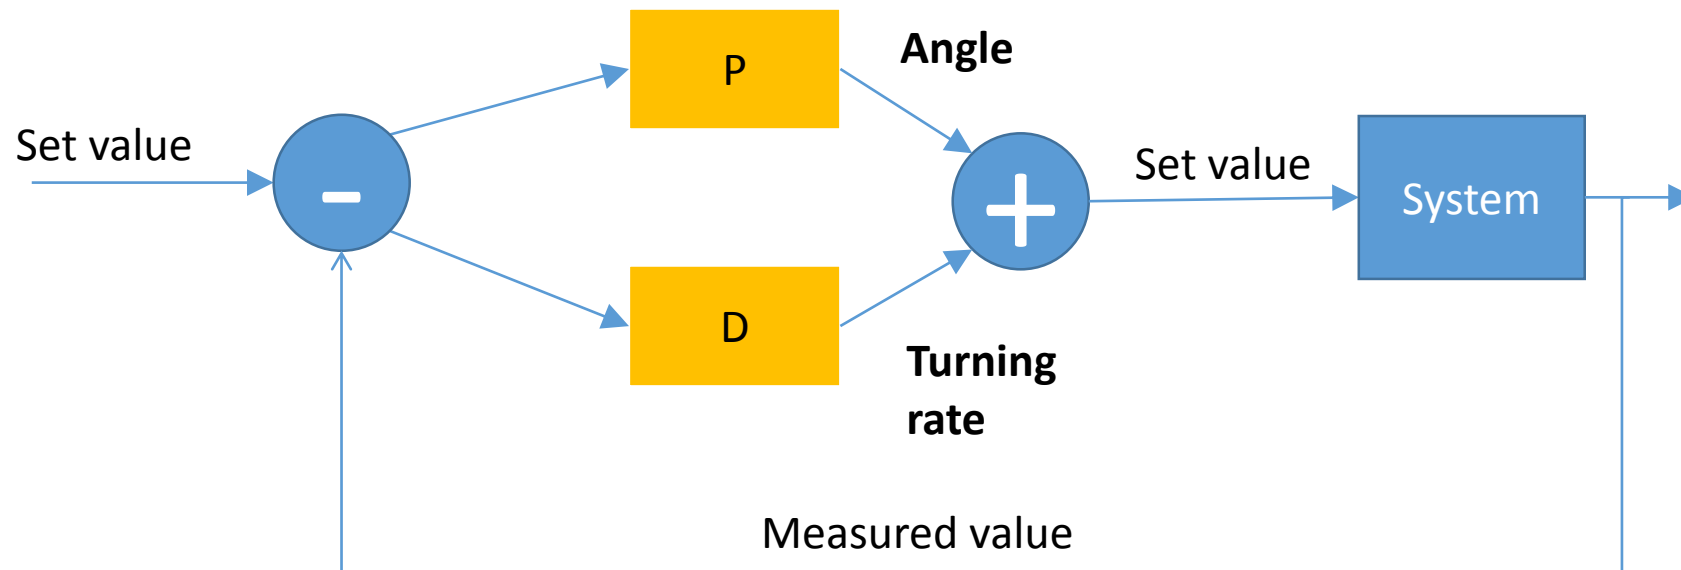 Set value
-
P
Angle
+
Set value
System
D
Turning
rate
Measured value